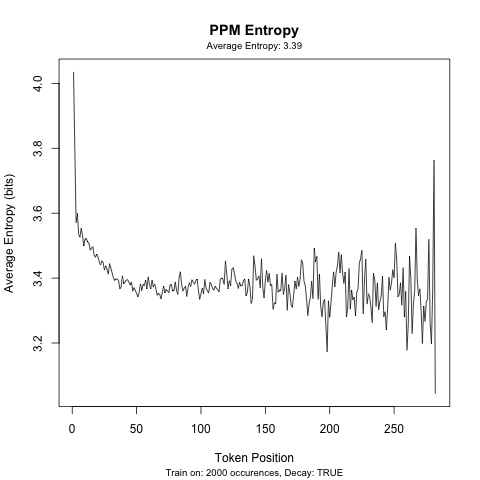 PPM Entropy
Average Entropy: 3.39
Average Entropy (bits)
4.0
3.8
3.6
3.4
3.2
0 50 100 150 200 250
Token Position
Train on: 2000 occurences, Decay: TRUE